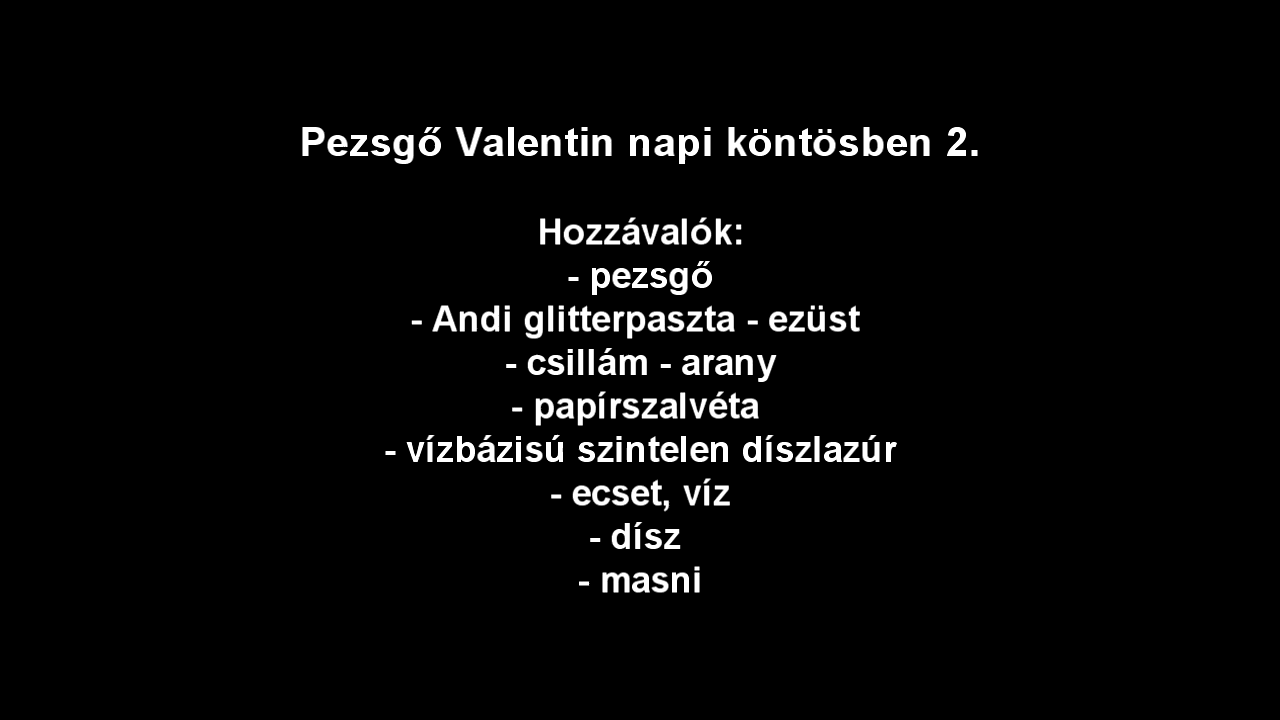 Pezsgő Valentin napi köntösben 2.
Hozzávalók:
- pezsgő
- Andi glitterpaszta - ezüst
- csillám - arany
- papírszalvéta
- vízbázisú szintelen díszlazúr
- ecset, víz
- dísz
- masni